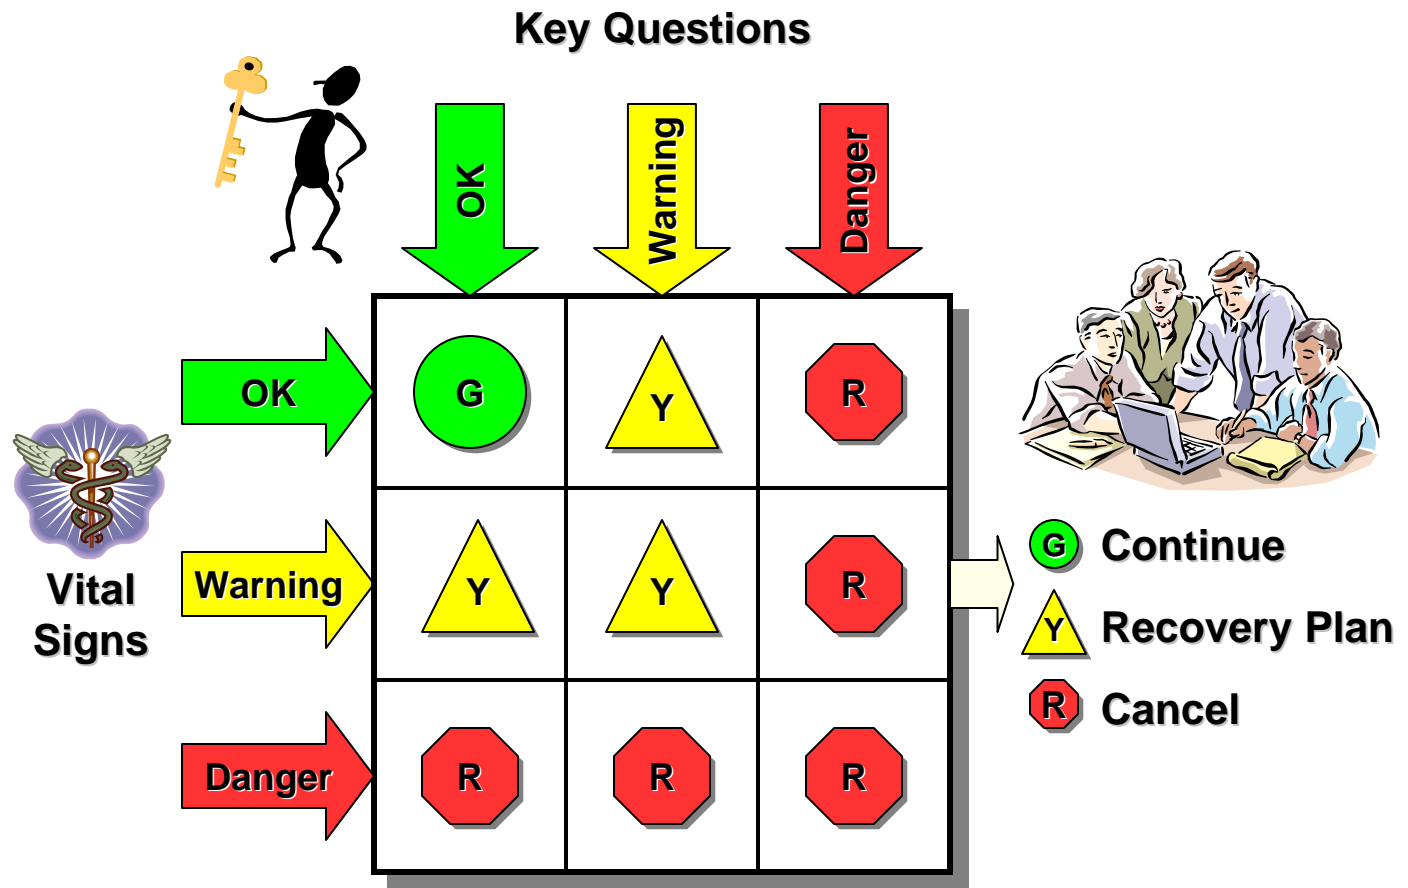 Key Questions
OK
Warning
Danger
OK
G
Y
R
Vital
Signs
Warning
Y
Y
R
G Continue
Y Recovery Plan
R Cancel
Danger
R
R
R